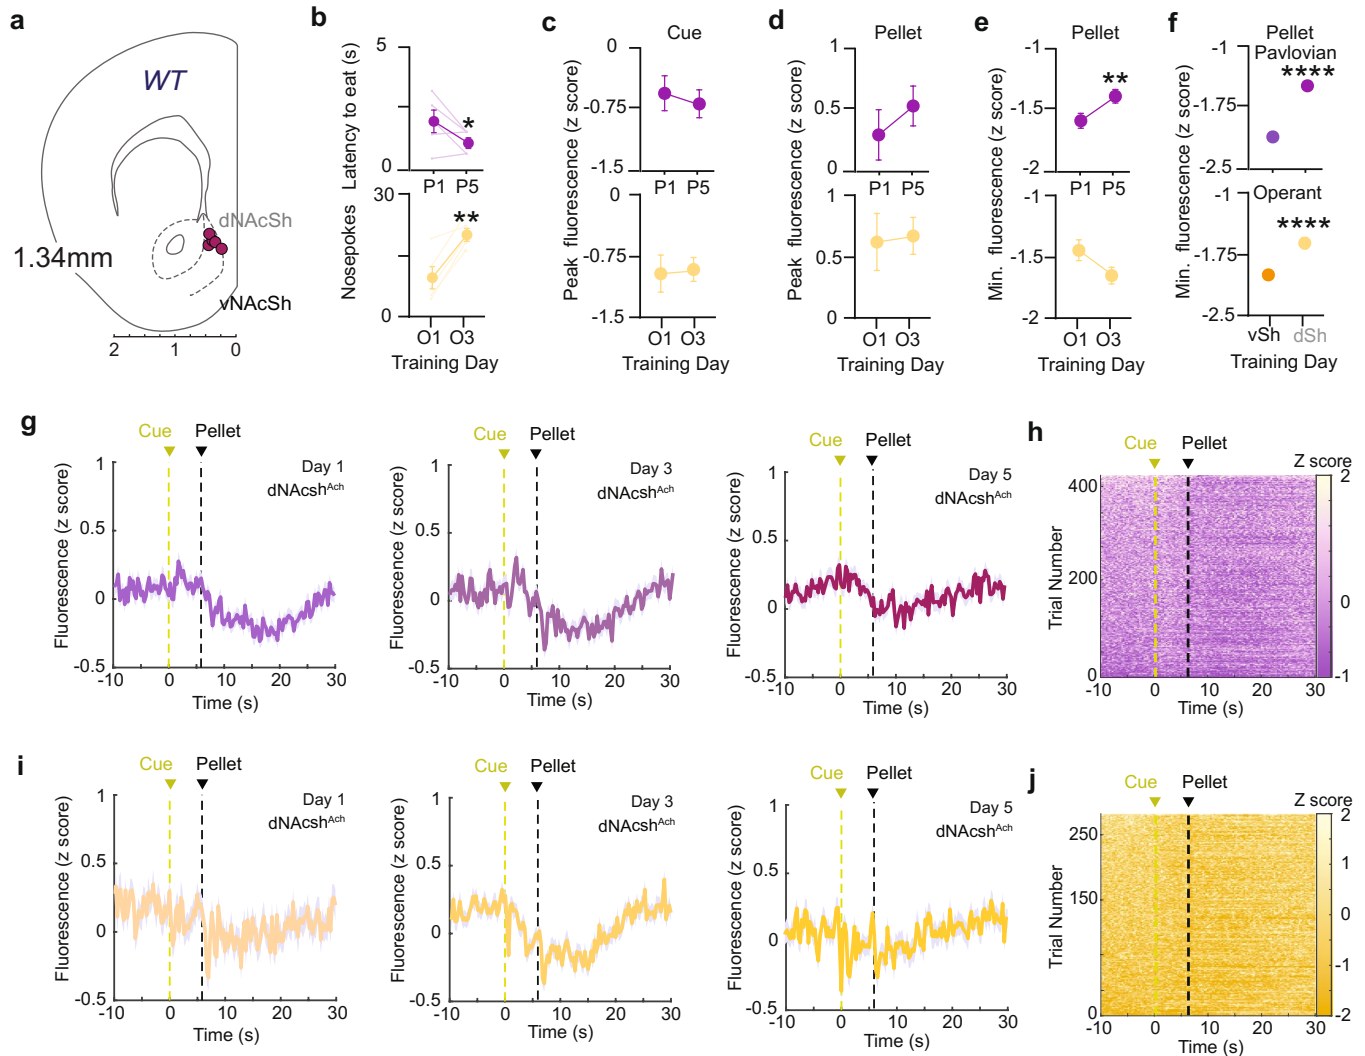 a
WT
dNAcSh
1.34mm
vNAcSh
2 1 0
b
Latency to eat (s)
5
0
*
P1 P5
Nosepokes
30
0
**
O1 O3
Training Day
c
Cue
Peak fluorescence (z score)
0
-0.75
-1.5
P1 P5
0
-0.75
-1.5
O1 O3
Training Day
d
Pellet
Peak fluorescence (z score)
1
0.5
0
P1 P5
1
0.5
0
O1 O3
Training Day
e
Pellet
Min. fluorescence (z score)
-1
-1.5
-2
**
P1 P5
-1
-1.5
-2
O1 O3
Training Day
f
Pellet
Pavlovian
Min. fluorescence (z score)
-1
-1.75
-2.5
****
Operant
-1
-1.75
-2.5
****
vSh dSh
Training Day
g
Cue Pellet
Day 1
dNAcsh^Ach
Fluorescence (z score)
1
0.5
0
-0.5
-10 0 10 20 30
Time (s)
Cue Pellet
Day 3
dNAcsh^Ach
Fluorescence (z score)
1
0.5
0
-0.5
-10 0 10 20 30
Time (s)
Cue Pellet
Day 5
dNAcsh^Ach
Fluorescence (z score)
1
0.5
0
-0.5
-10 0 10 20 30
Time (s)
h
Cue Pellet
Z score
Trial Number
400
200
0
2
0
-1
-10 0 10 20 30
Time (s)
i
Cue Pellet
Day 1
dNAcsh^Ach
Fluorescence (z score)
1
0.5
0
-0.5
-10 0 10 20 30
Time (s)
Cue Pellet
Day 3
dNAcsh^Ach
Fluorescence (z score)
1
0.5
0
-0.5
-10 0 10 20 30
Time (s)
Cue Pellet
Day 5
dNAcsh^Ach
Fluorescence (z score)
1
0.5
0
-0.5
-10 0 10 20 30
Time (s)
j
Cue Pellet
Z score
Trial Number
250
150
0
2
1
0
-1
-2
-10 0 10 20 30
Time (s)